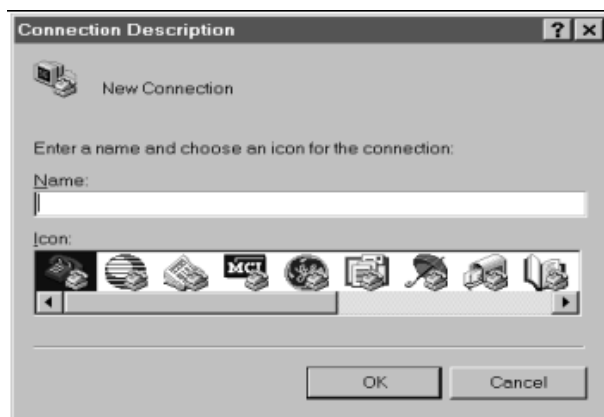 Connection Description
New Connection
Enter a name and choose an icon for the connection:
Name:
Icon:
MCI
OK
Cancel